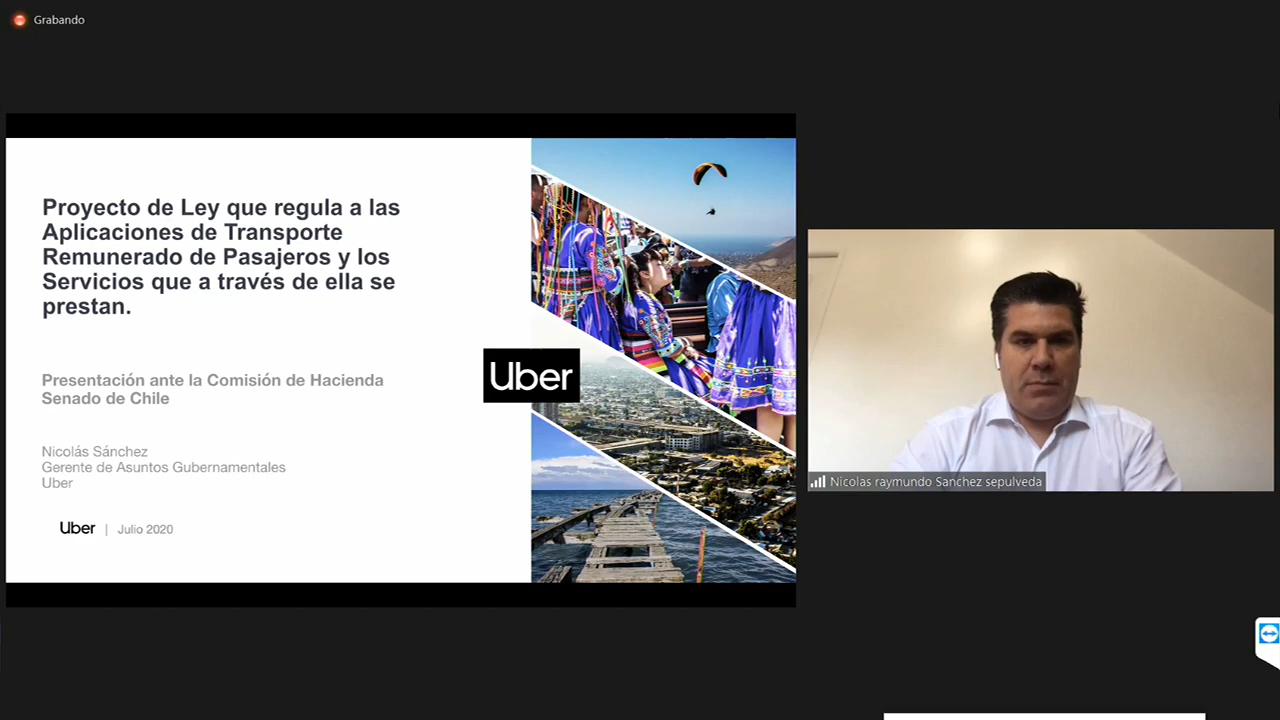 Grabando
Proyecto de Ley que regula a las
Aplicaciones de Transporte
Remunerado de Pasajeros y los
Servicios que a través de ella se
prestan.
Uber
Presentación ante la Comisión de Hacienda
Senado de Chile
Nicolás Sánchez
Gerente de Asuntos Gubernamentales
Uber
Uber | Julio 2020
Nicolas raymundo Sanchez sepulveda